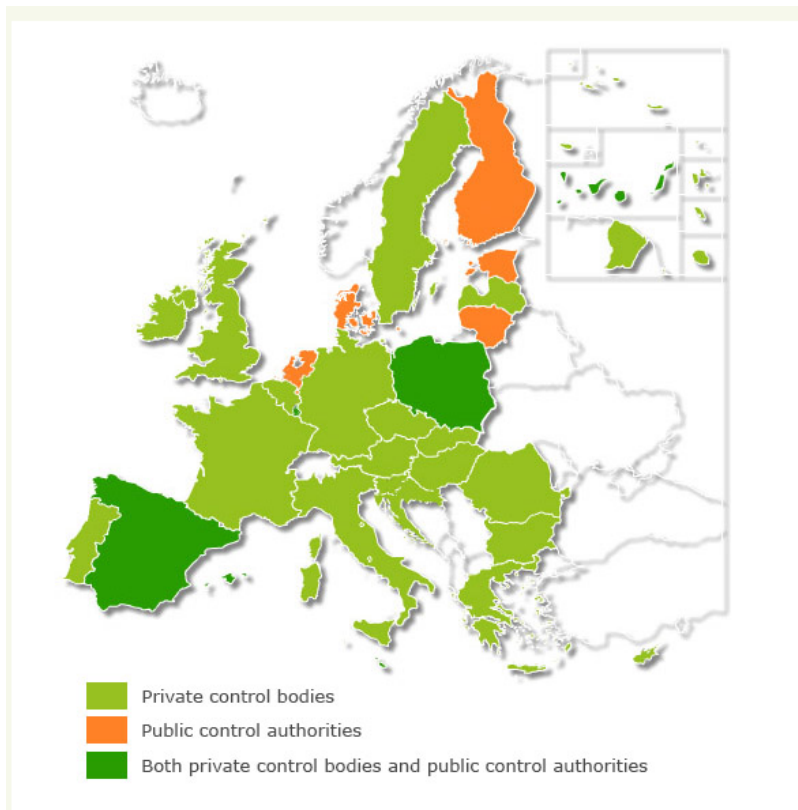 Private control bodies
Public control authorities
Both private control bodies and public control authorities